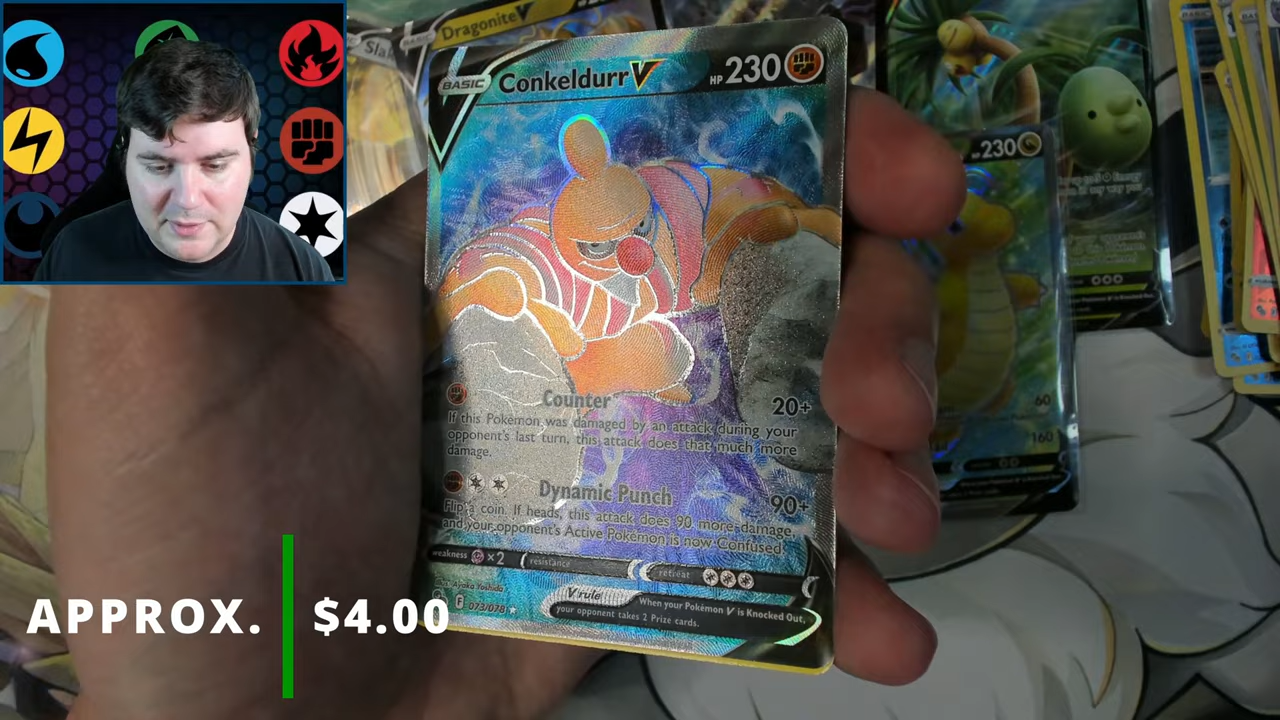 Dragonite V
BASIC Conkeldurr V HP 230
HP 230
Counter 20+
If this Pokémon was damaged by an attack during your
opponent's last turn, this attack does that much more
damage.
Dynamic Punch 90+
Flip a coin. If heads, this attack does 90 more damage,
and your opponent's Active Pokémon is now Confused.
weakness ×2 resistance retreat
Ayaka Yoshida
F 073/078
V rule When your Pokémon V is Knocked Out,
your opponent takes 2 Prize cards.
60
160
APPROX. $4.00